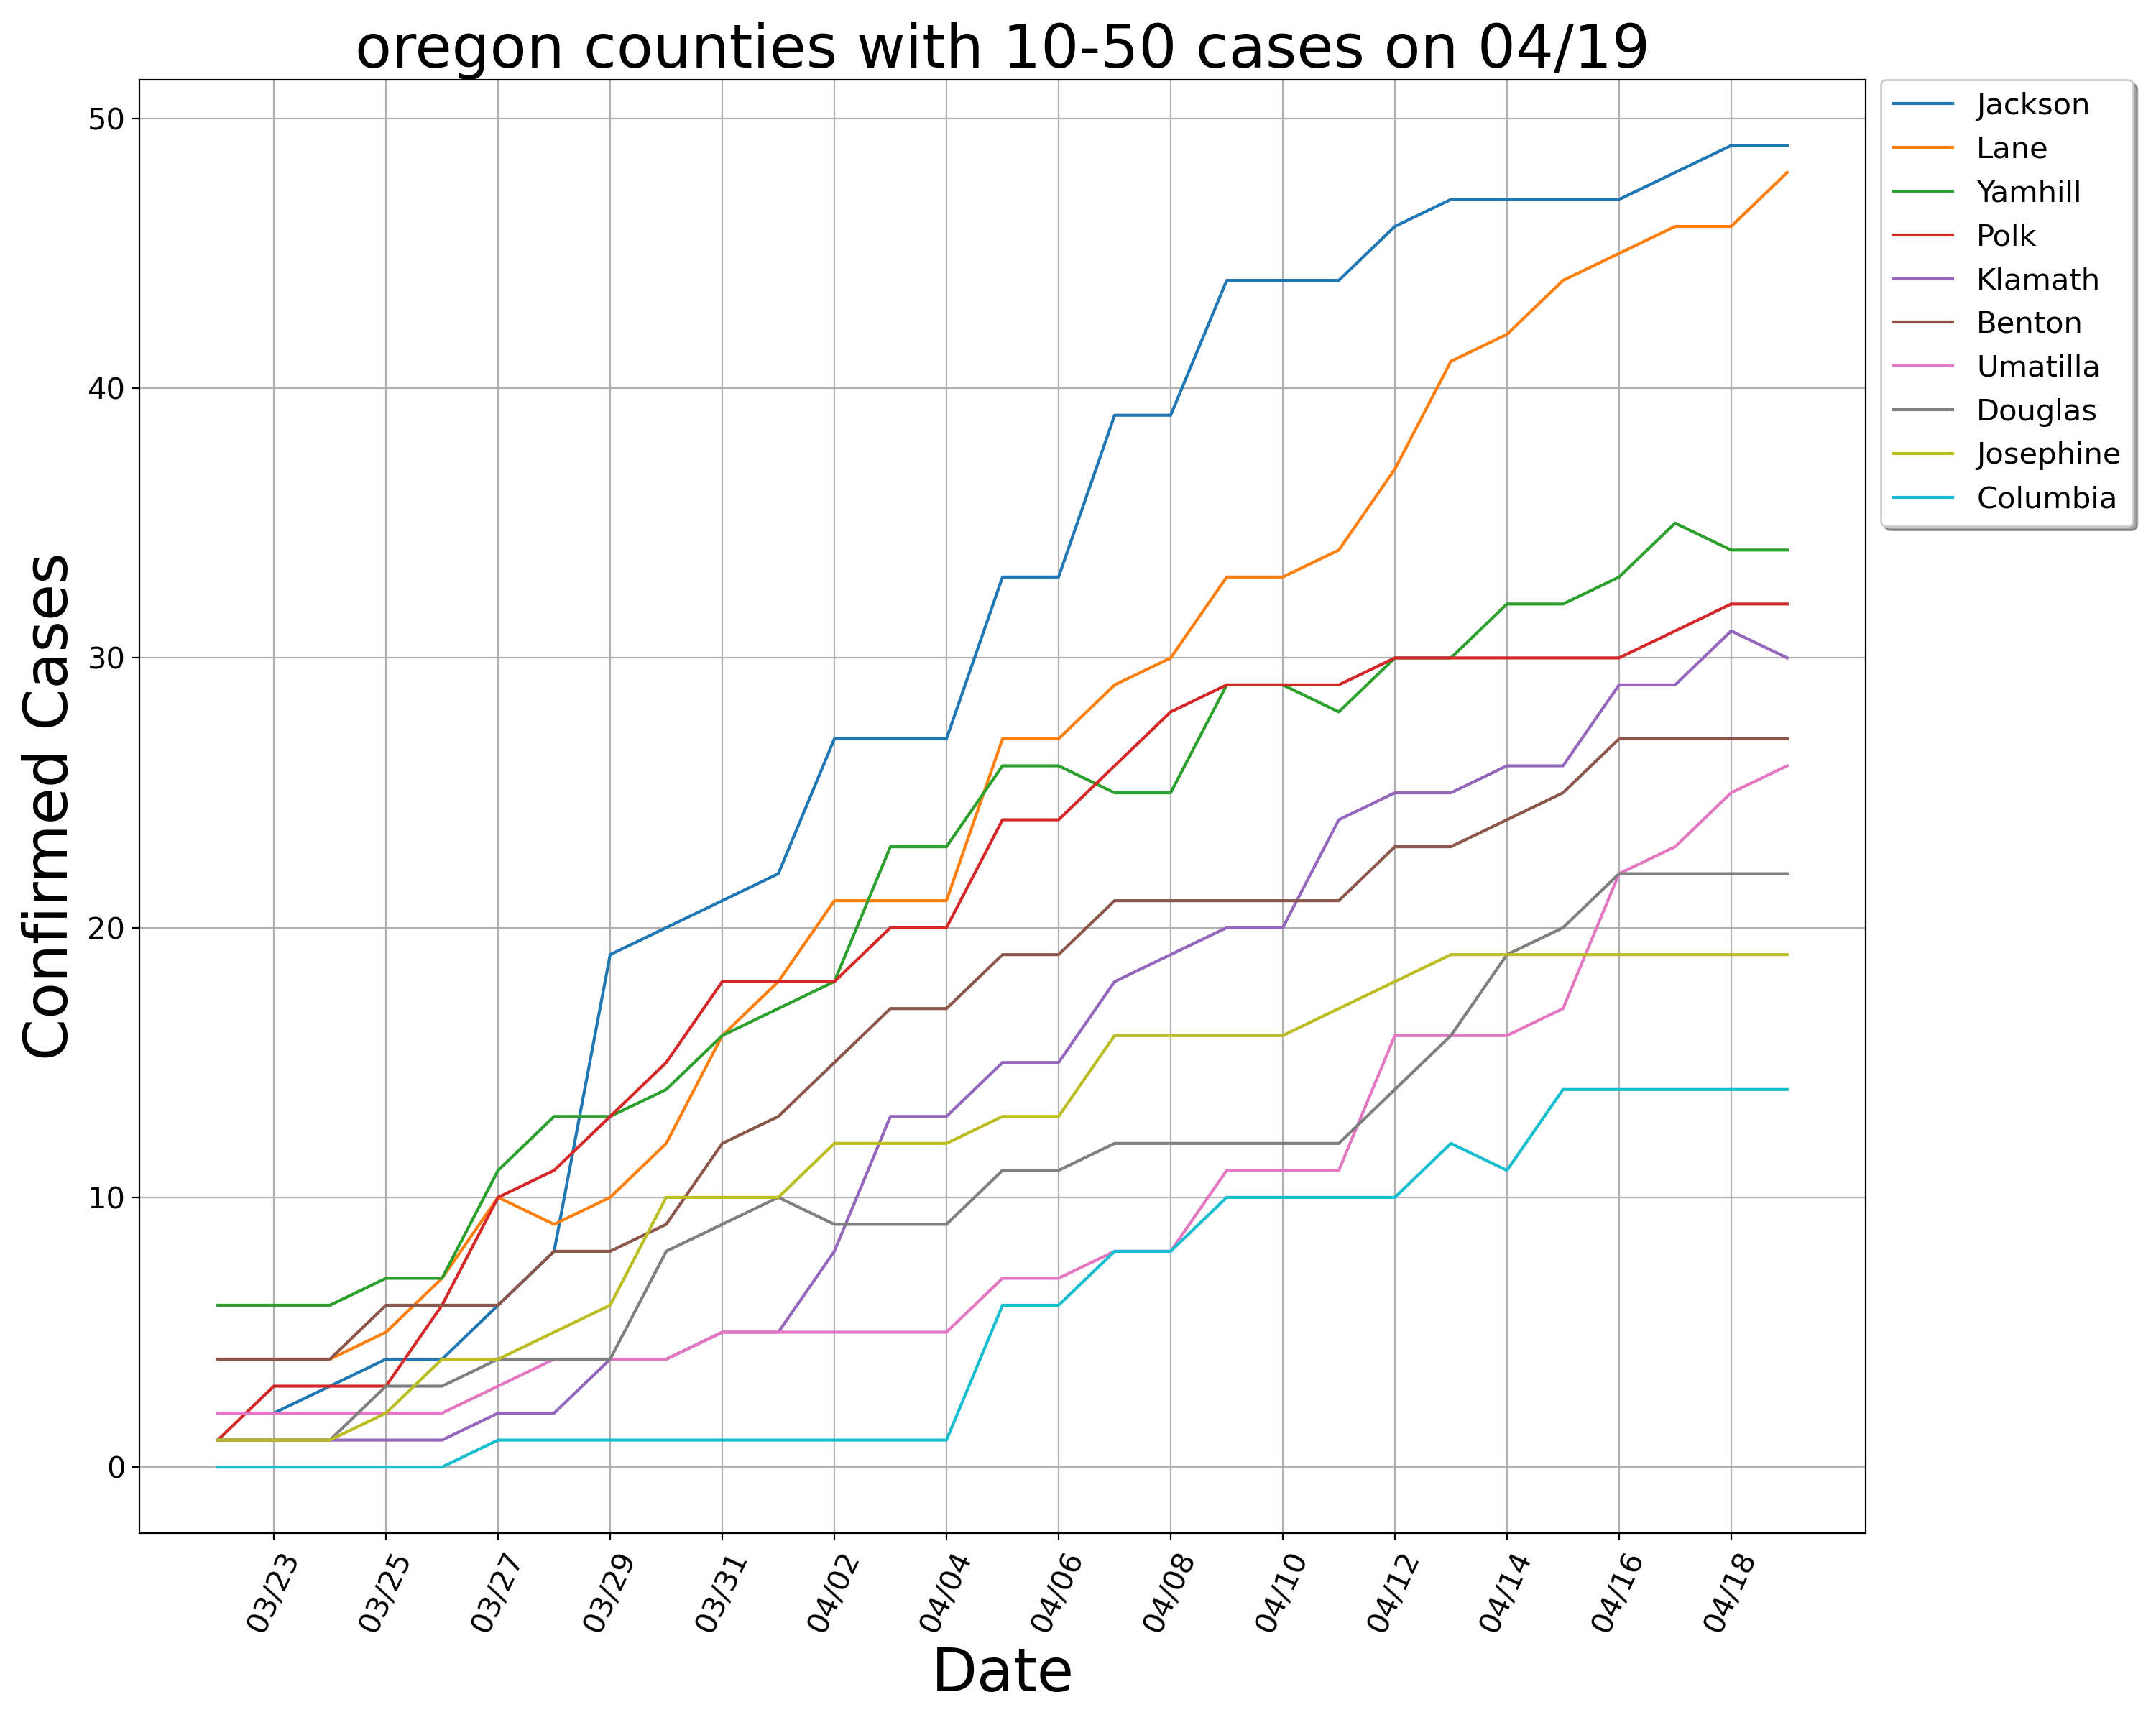 oregon counties with 10-50 cases on 04/19
50
40
30
20
10
0
Confirmed Cases
03/23
03/25
03/27
03/29
03/31
04/02
04/04
04/06
04/08
04/10
04/12
04/14
04/16
04/18
Date
Jackson
Lane
Yamhill
Polk
Klamath
Benton
Umatilla
Douglas
Josephine
Columbia